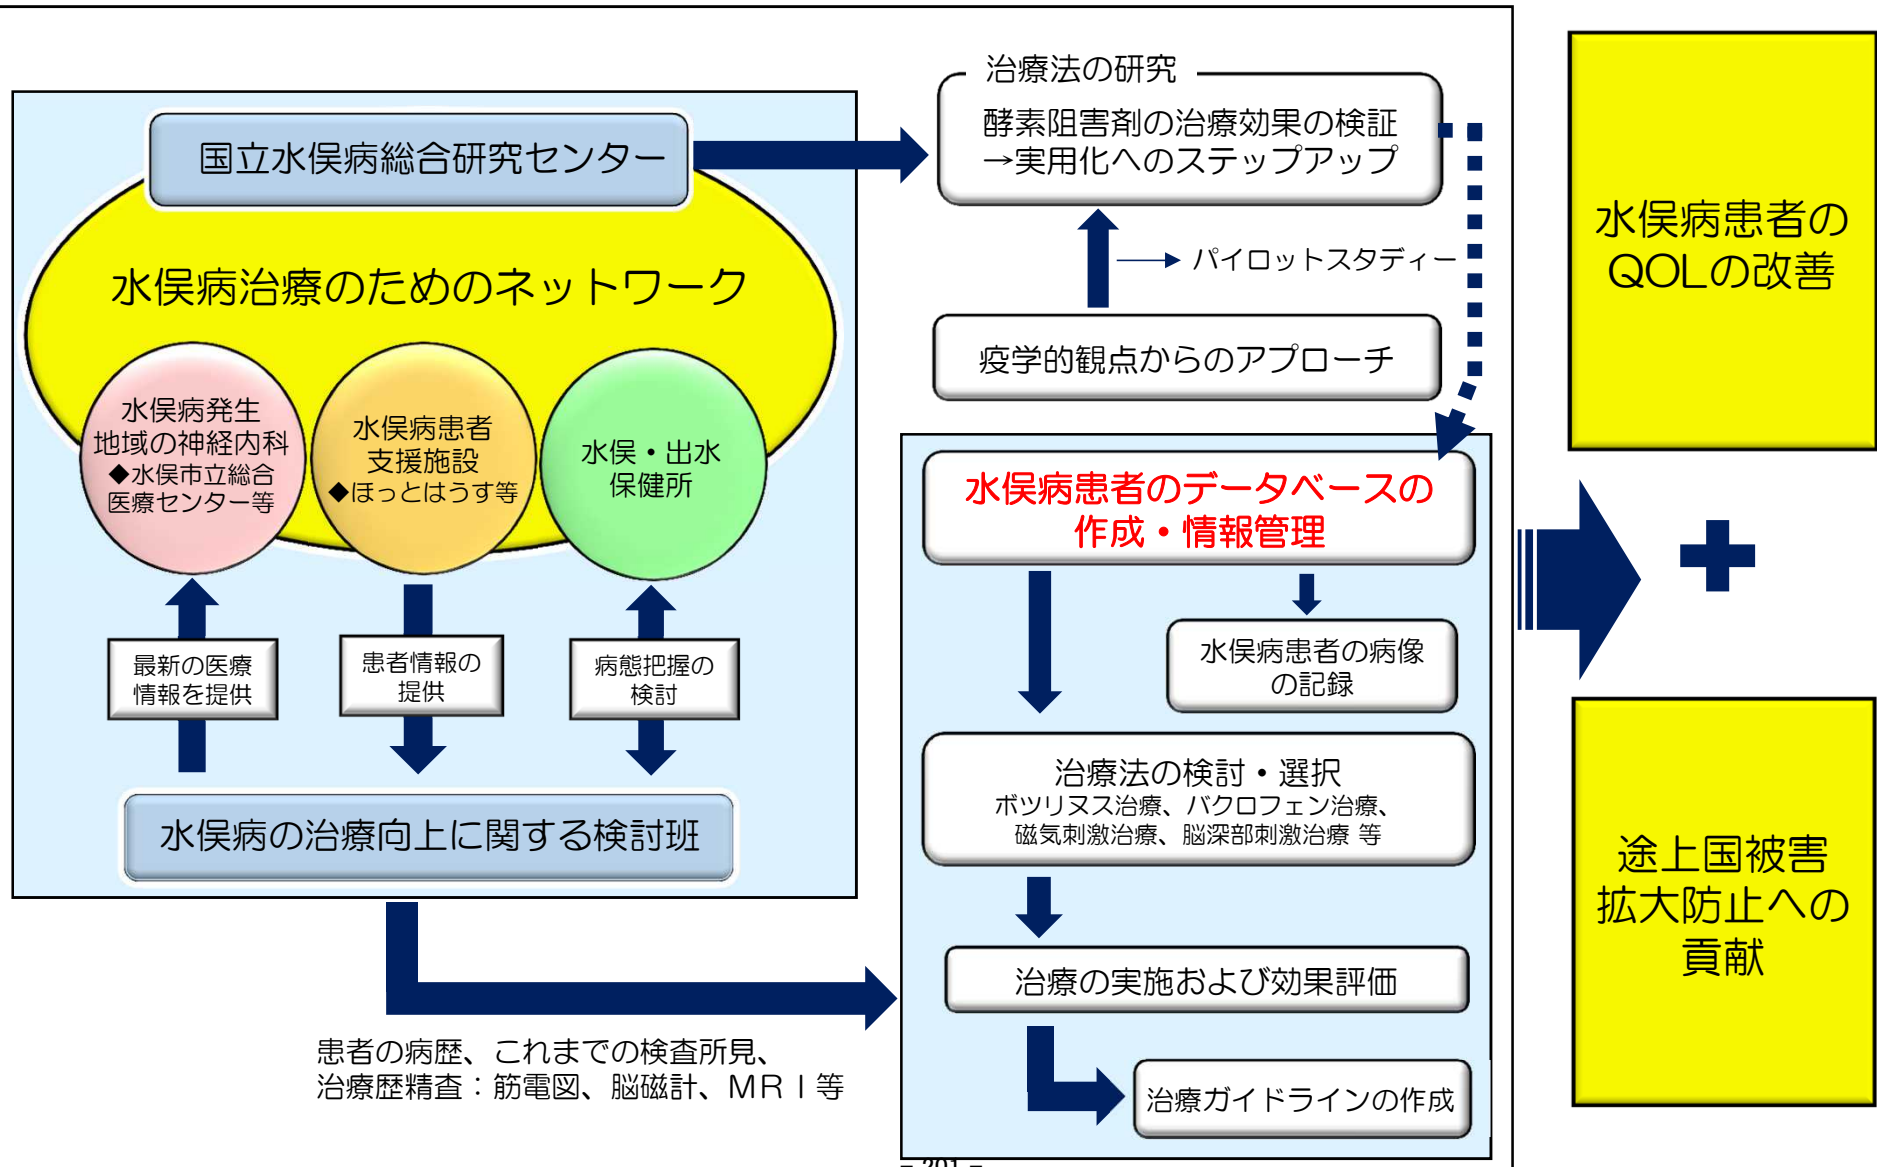 国立水俣病総合研究センター
水俣病治療のためのネットワーク
水俣病発生
地域の神経内科
◆水俣市立総合
医療センター等
水俣病患者
支援施設
◆ほっとはうす等
水俣・出水
保健所
最新の医療
情報を提供
患者情報の
提供
病態把握の
検討
水俣病の治療向上に関する検討班
患者の病歴、これまでの検査所見、
治療歴精査：筋電図、脳磁計、ＭＲＩ等
治療法の研究
酵素阻害剤の治療効果の検証
→実用化へのステップアップ
パイロットスタディー
疫学的観点からのアプローチ
水俣病患者のデータベースの
作成・情報管理
水俣病患者の病像
の記録
治療法の検討・選択
ボツリヌス治療、バクロフェン治療、
磁気刺激治療、脳深部刺激治療 等
治療の実施および効果評価
治療ガイドラインの作成
水俣病患者の
QOLの改善
途上国被害
拡大防止への
貢献